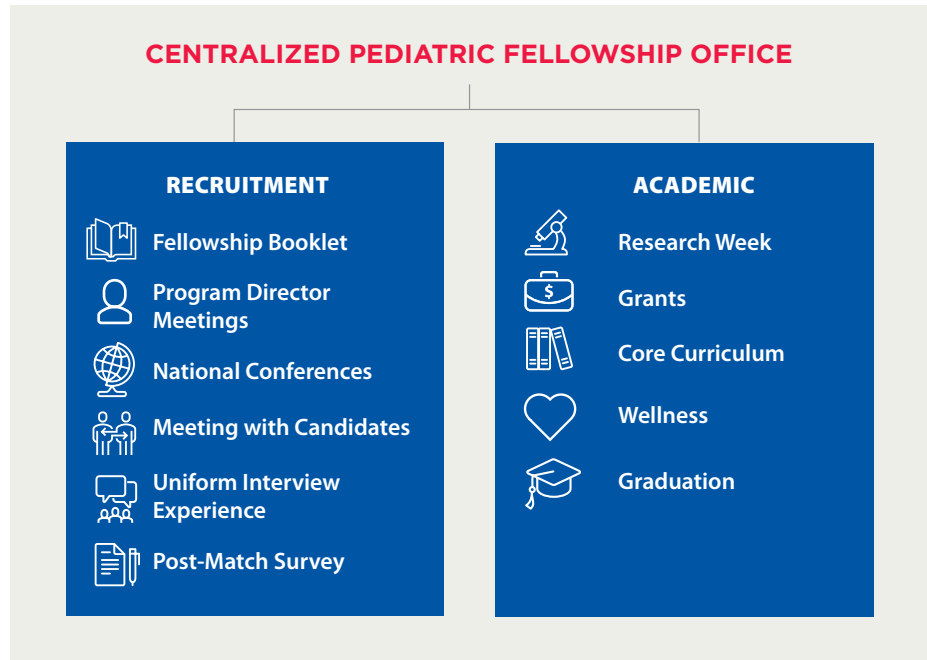 CENTRALIZED PEDIATRIC FELLOWSHIP OFFICE
RECRUITMENT
Fellowship Booklet
Program Director
Meetings
National Conferences
Meeting with Candidates
Uniform Interview
Experience
Post-Match Survey
ACADEMIC
Research Week
$
Grants
Core Curriculum
Wellness
Graduation